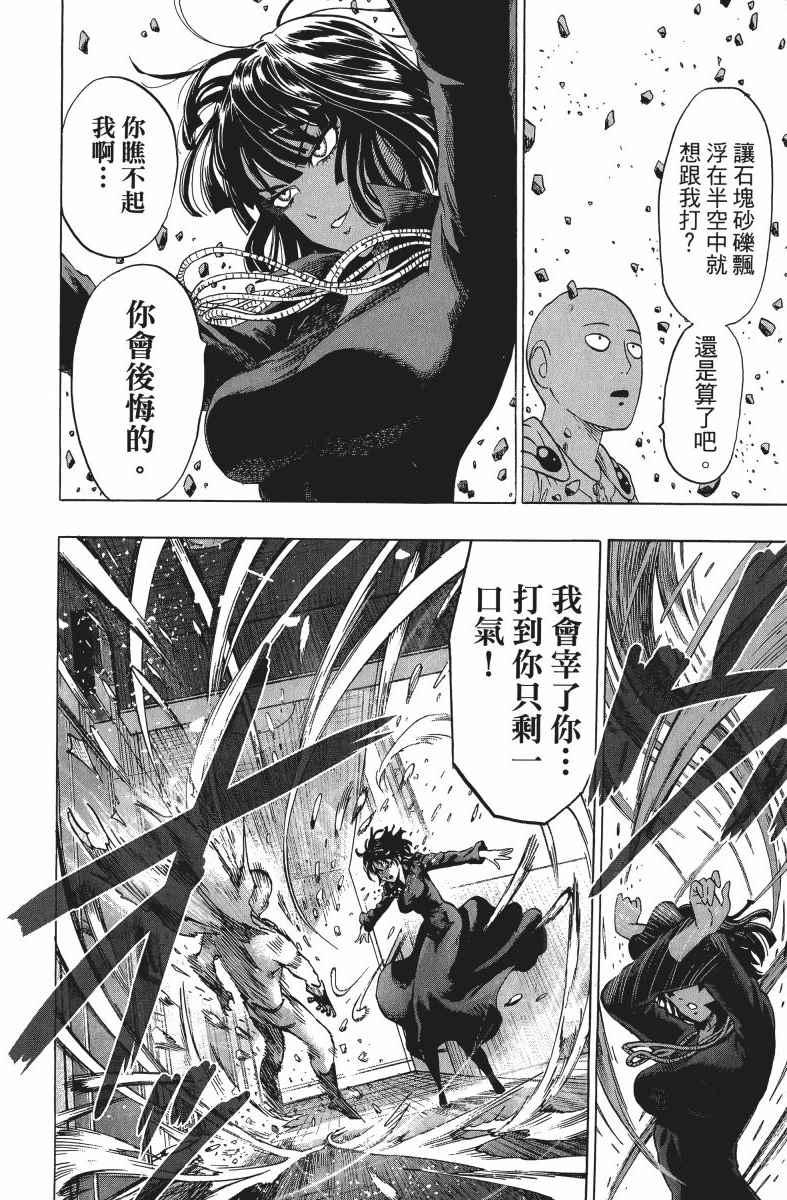 讓石塊砂礫飄
浮在半空中就
想跟我打？
還是算了吧。
你瞧不起
我啊…
你會後悔的。
我會宰了你…
打到你只剩一
口氣！